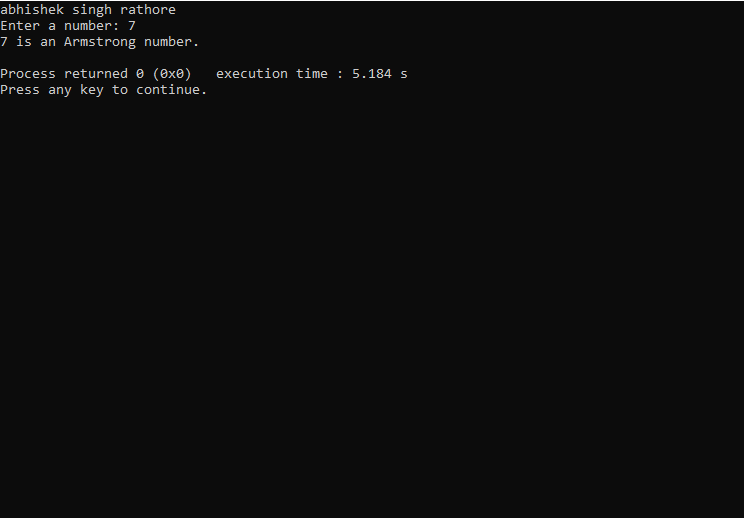 abhishek singh rathore
Enter a number: 7
7 is an Armstrong number.
Process returned 0 (0x0)   execution time : 5.184 s
Press any key to continue.